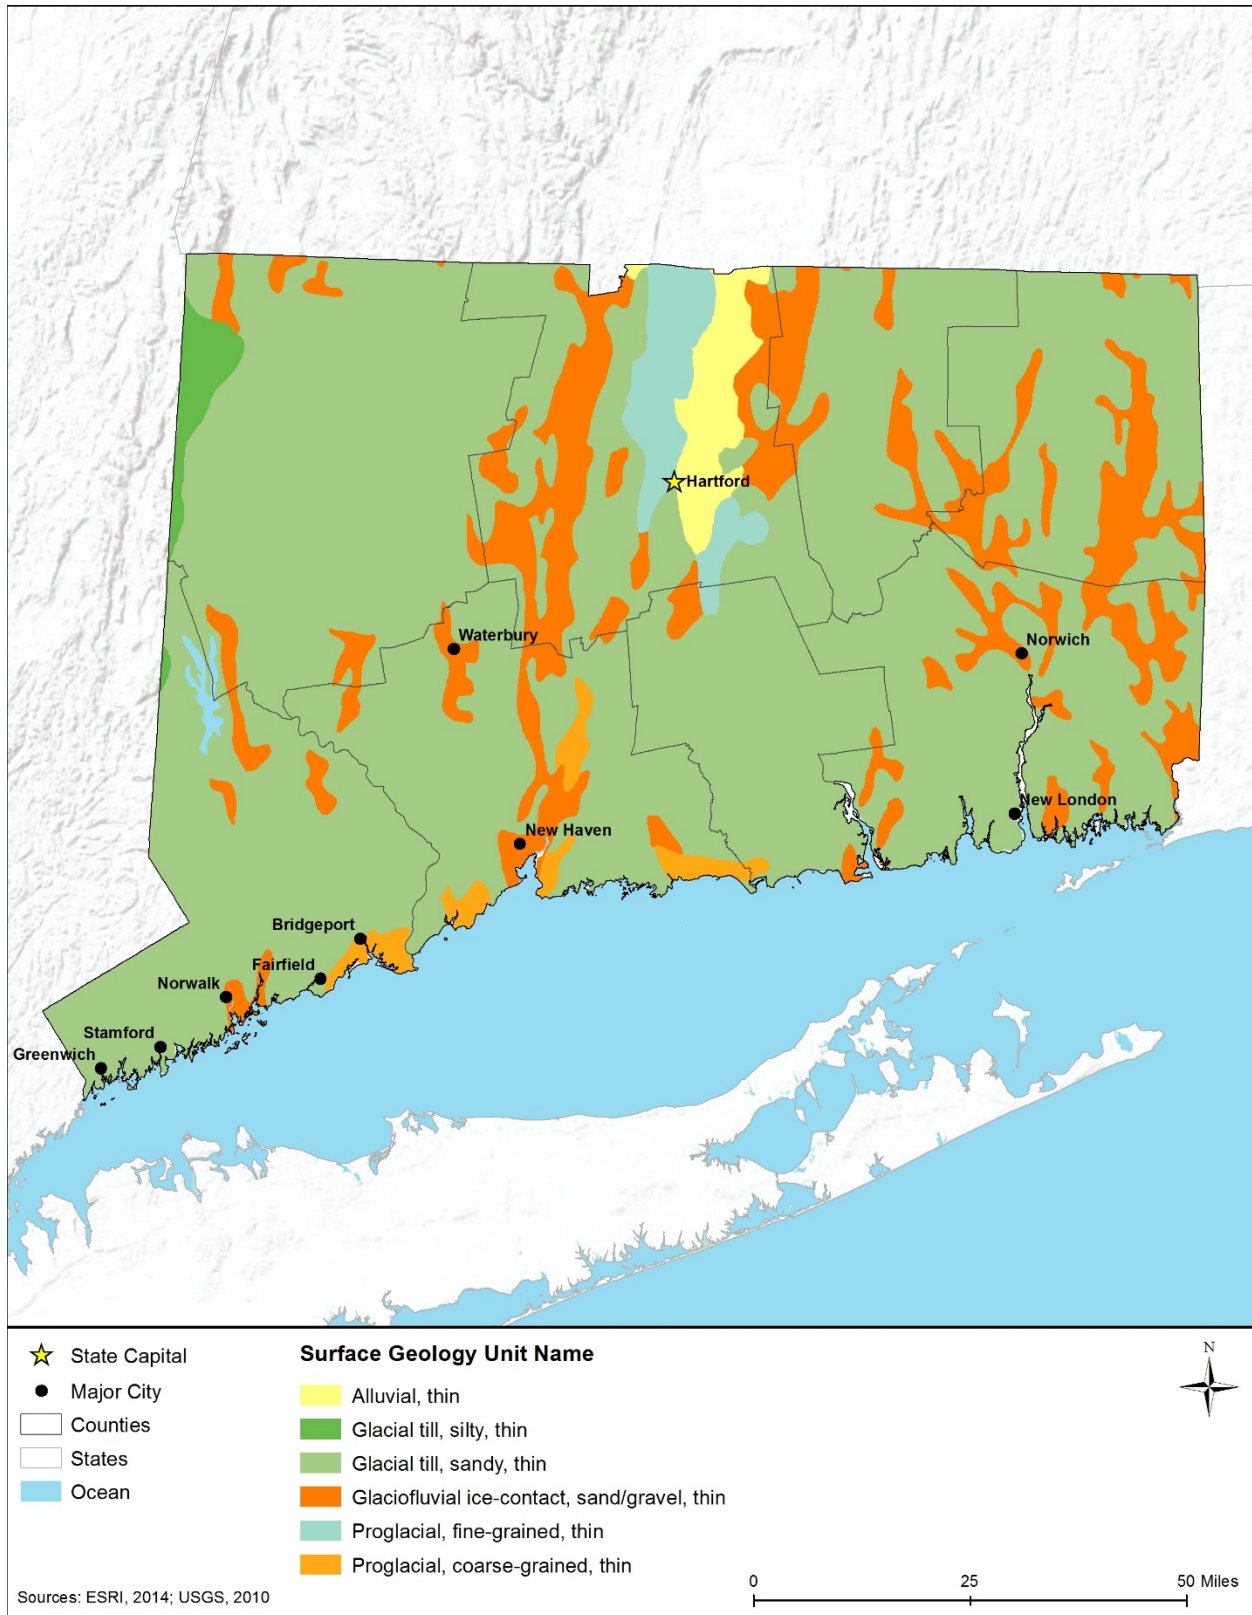 Hartford
Waterbury
Norwich
New London
New Haven
Bridgeport
Fairfield
Norwalk
Stamford
Greenwich
State Capital
Major City
Counties
States
Ocean
Surface Geology Unit Name
Alluvial, thin
Glacial till, silty, thin
Glacial till, sandy, thin
Glaciofluvial ice-contact, sand/gravel, thin
Proglacial, fine-grained, thin
Proglacial, coarse-grained, thin
N
0 25 50 Miles
Sources: ESRI, 2014; USGS, 2010